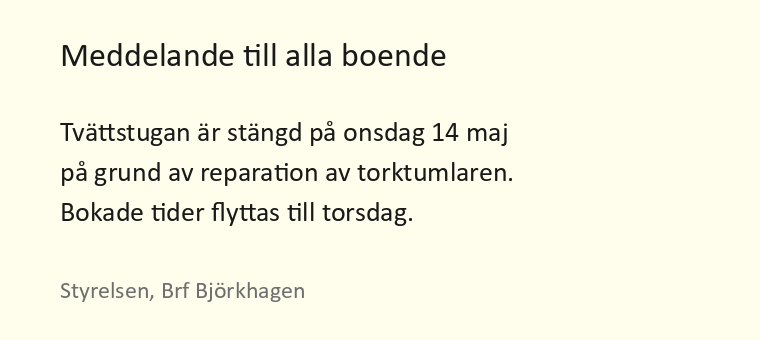 Meddelande till alla boende
Tvättstugan är stängd på onsdag 14 maj
på grund av reparation av torktumlaren.
Bokade tider flyttas till torsdag.
Styrelsen, Brf Björkhagen